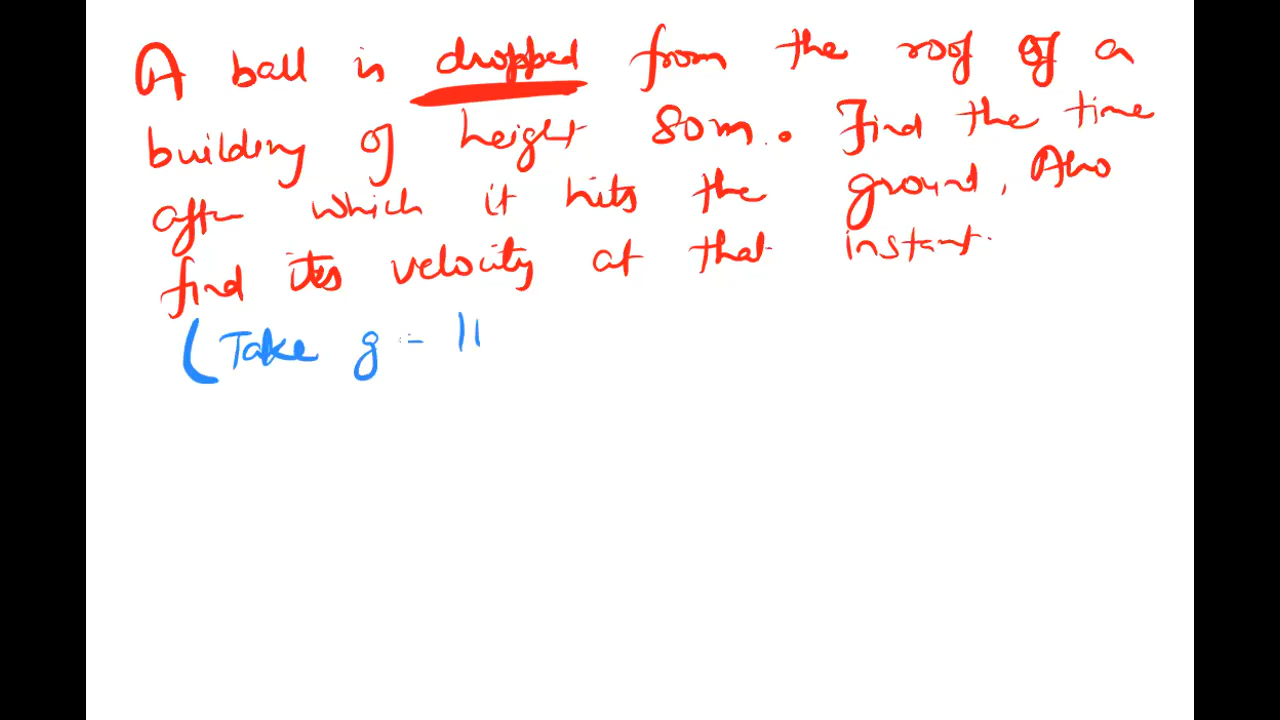 A ball is dropped from the roof of a
building of height 80m. Find the time
after which it hits the ground, Also
find its velocity at that instant.
(Take g = 1